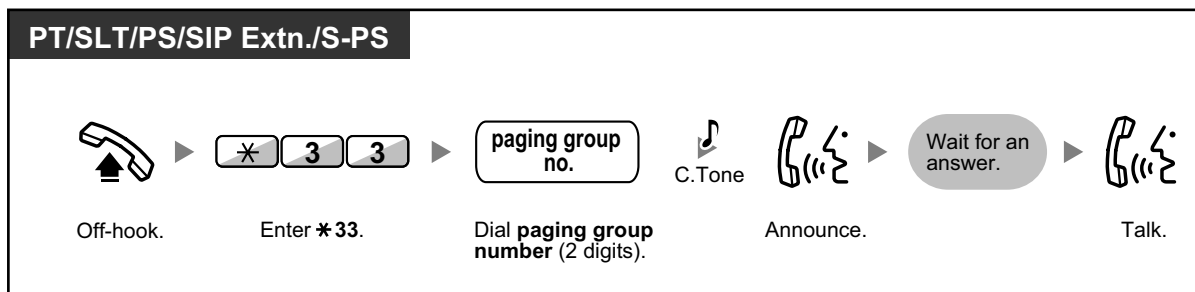 PT/SLT/PS/SIP Extn./S-PS
✳ 3 3
paging group
no.
C.Tone
Wait for an
answer.
Off-hook.
Enter ✳33.
Dial paging group
number (2 digits).
Announce.
Talk.